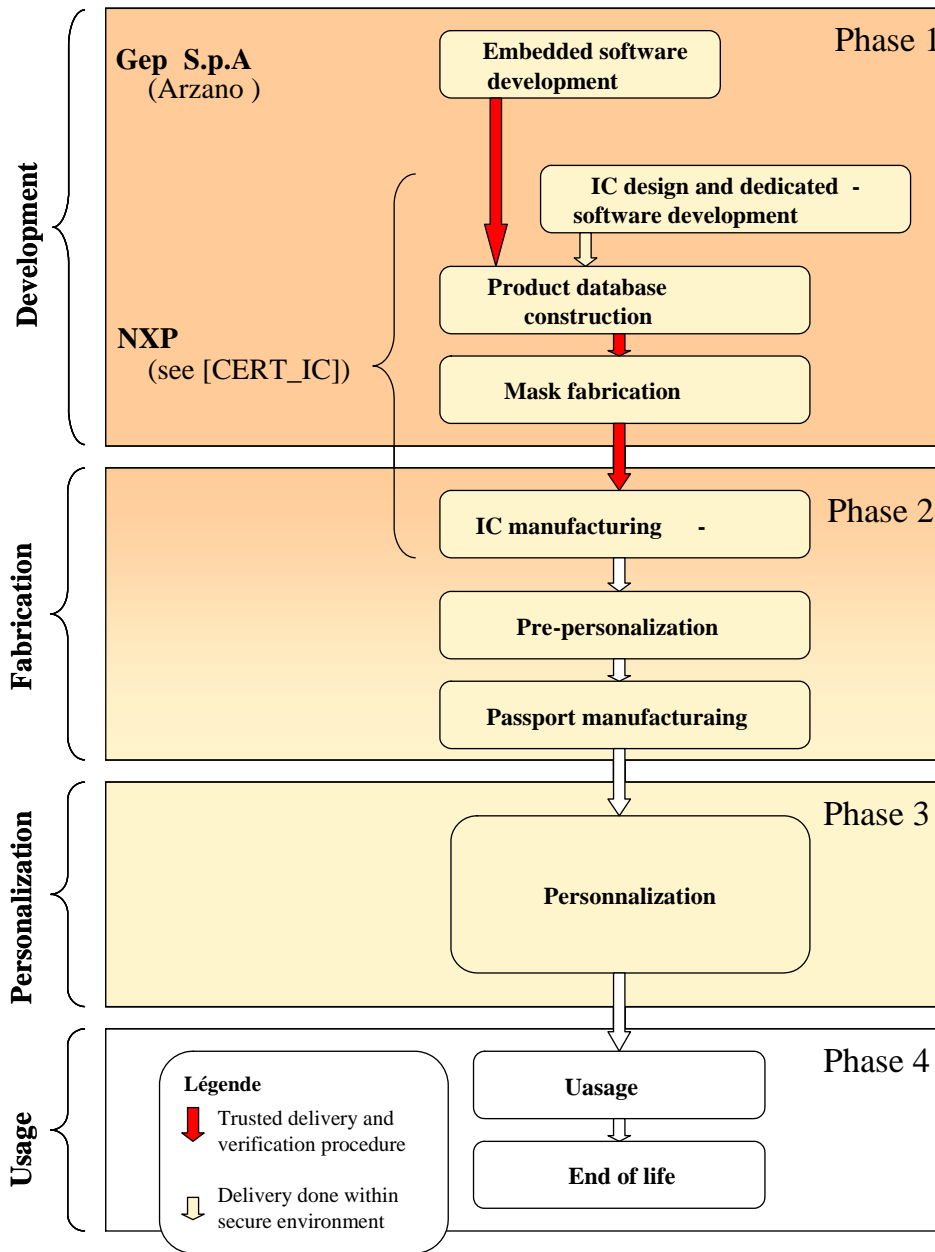 Development
Phase 1
Gep S.p.A
(Arzano )
Embedded software
development
IC design and dedicated -
software development
Product database
construction
NXP
(see [CERT_IC])
Mask fabrication
Fabrication
Phase 2
IC manufacturing -
Pre-personalization
Passport manufacturaing
Personalization
Phase 3
Personnalization
Usage
Phase 4
Uasage
End of life
Légende
Trusted delivery and
verification procedure
Delivery done within
secure environment